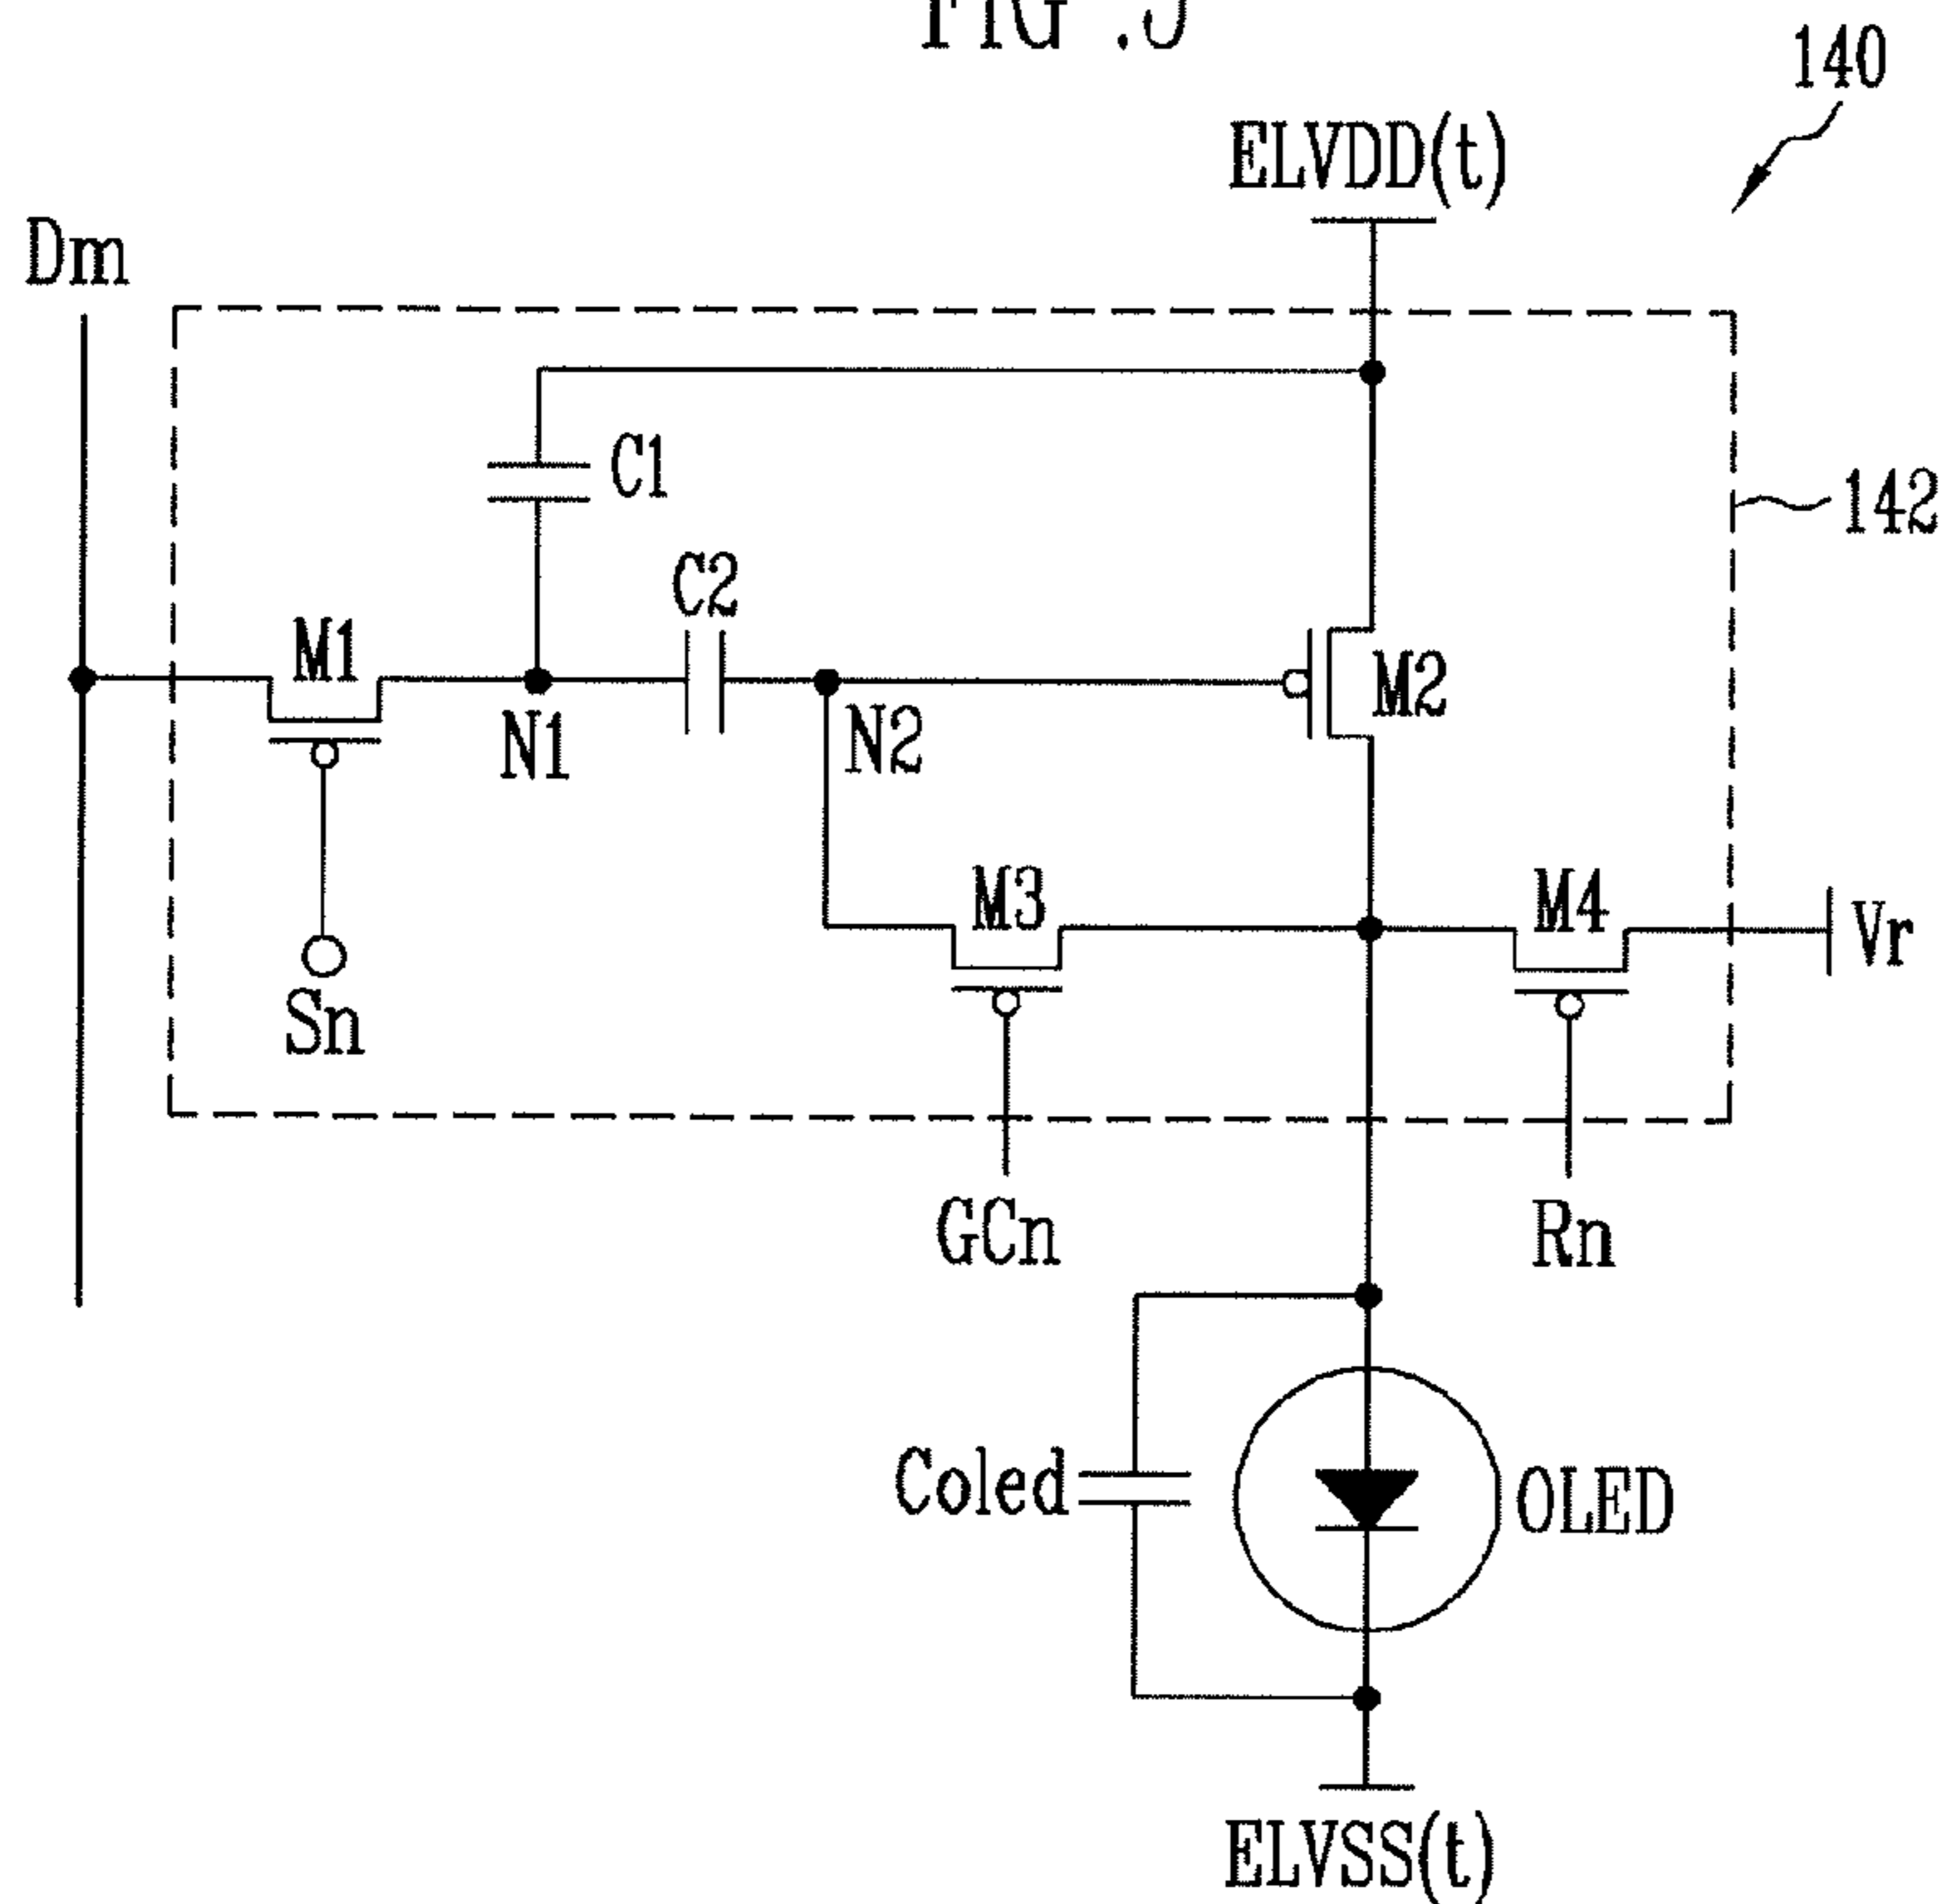 140
ELVDD(t)
Dm
C1
142
C2
M1
M2
N1
N2
M3
M4
Vr
Sn
GCn
Rn
Coled
OLED
ELVSS(t)